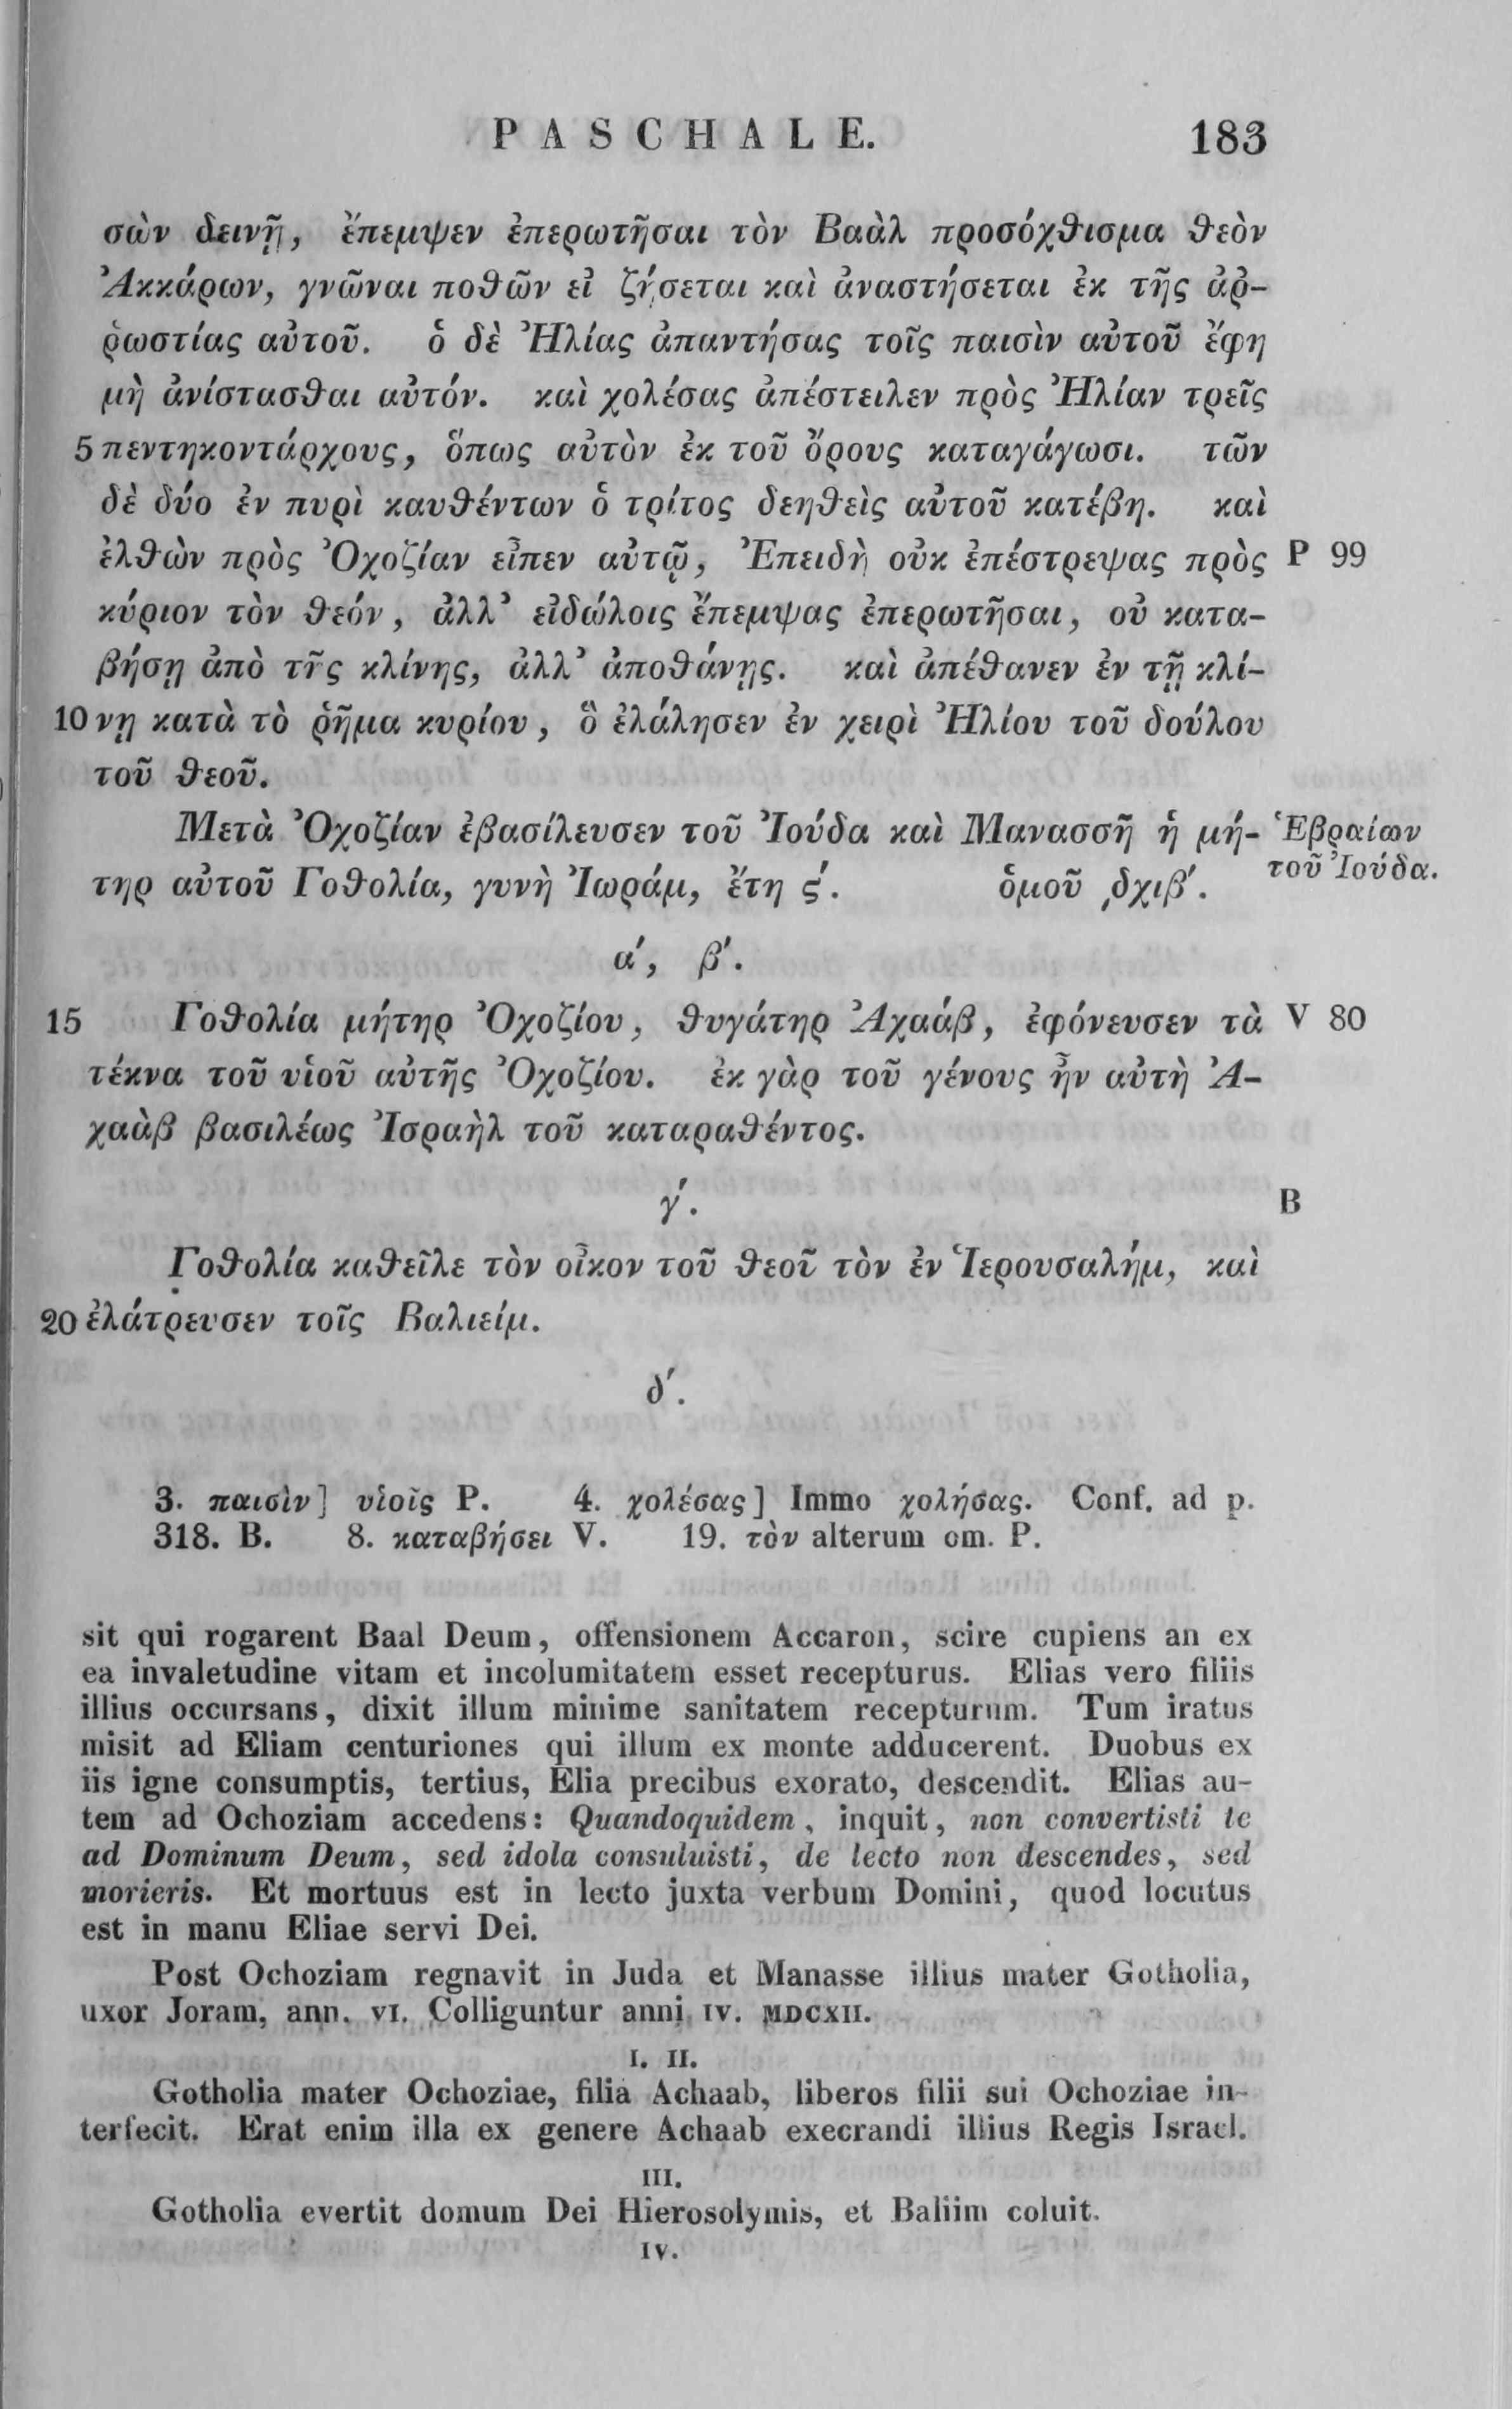 PASCHALE. 183
σὼν δεινῇ, ἔπεμψεν ἐπερωτῆσαι τὸν Βαὰλ προσόχθισμα θεὸν
Ἀκκάρων, γνῶναι ποθῶν εἰ ζήσεται καὶ ἀναστήσεται ἐκ τῆς ἀῤ-
ῥωστίας αὐτοῦ. ὁ δὲ Ἠλίας ἀπαντήσας τοῖς παισὶν αὐτοῦ ἔφη
μὴ ἀνίστασθαι αὐτόν. καὶ χολέσας ἀπέστειλεν πρὸς Ἠλίαν τρεῖς
5 πεντηκοντάρχους, ὅπως αὐτὸν ἐκ τοῦ ὄρους καταγάγωσι. τῶν
δὲ δύο ἐν πυρὶ καυθέντων ὁ τρίτος δεηθεὶς αὐτοῦ κατέβη. καὶ
ἐλθὼν πρὸς Ὀχοζίαν εἶπεν αὐτῷ, Ἐπειδὴ οὐκ ἐπέστρεψας πρὸς P 99
κύριον τὸν θεόν, ἀλλ’ εἰδώλοις ἔπεμψας ἐπερωτῆσαι, οὐ κατα-
βήσῃ ἀπὸ τῆς κλίνης, ἀλλ’ ἀποθάνῃς. καὶ ἀπέθανεν ἐν τῇ κλί-
10 νῃ κατὰ τὸ ῥῆμα κυρίου, ὃ ἐλάλησεν ἐν χειρὶ Ἠλίου τοῦ δούλου
τοῦ θεοῦ.
Μετὰ Ὀχοζίαν ἐβασίλευσεν τοῦ Ἰούδα καὶ Μανασσῆ ἡ μή- Ἑβραίων
τηρ αὐτοῦ Γοθολία, γυνὴ Ἰωράμ, ἔτη ϛ´. ὁμοῦ ͵δχιβ´. τοῦ Ἰούδα.
α´, β´.
15 Γοθολία μήτηρ Ὀχοζίου, θυγάτηρ Ἀχαάβ, ἐφόνευσεν τὰ V 80
τέκνα τοῦ υἱοῦ αὐτῆς Ὀχοζίου. ἐκ γὰρ τοῦ γένους ἦν αὐτὴ Ἀ-
χαὰβ βασιλέως Ἰσραὴλ τοῦ καταραθέντος.
γ´. B
Γοθολία καθεῖλε τὸν οἶκον τοῦ θεοῦ τὸν ἐν Ἱερουσαλήμ, καὶ
20 ἐλάτρευσεν τοῖς Βαλιείμ.
δ´.
3. παισὶν] υἱοῖς P. 4. χολέσας] Immo χολήσας. Conf. ad p.
318. B. 8. καταβήσει V. 19. τὸν alterum om. P.
sit qui rogarent Baal Deum, offensionem Accaron, scire cupiens an ex
ea invaletudine vitam et incolumitatem esset recepturus. Elias vero filiis
illius occursans, dixit illum minime sanitatem recepturum. Tum iratus
misit ad Eliam centuriones qui illum ex monte adducerent. Duobus ex
iis igne consumptis, tertius, Elia precibus exorato, descendit. Elias au-
tem ad Ochoziam accedens: Quandoquidem, inquit, non convertisti te
ad Dominum Deum, sed idola consuluisti, de lecto non descendes, sed
morieris. Et mortuus est in lecto juxta verbum Domini, quod locutus
est in manu Eliae servi Dei.
Post Ochoziam regnavit in Juda et Manasse illius mater Gotholia,
uxor Joram, ann. VI. Colliguntur anni IV. MDCXII.
I. II.
Gotholia mater Ochoziae, filia Achaab, liberos filii sui Ochoziae in-
terfecit. Erat enim illa ex genere Achaab execrandi illius Regis Israel.
III.
Gotholia evertit domum Dei Hierosolymis, et Baliim coluit.
IV.